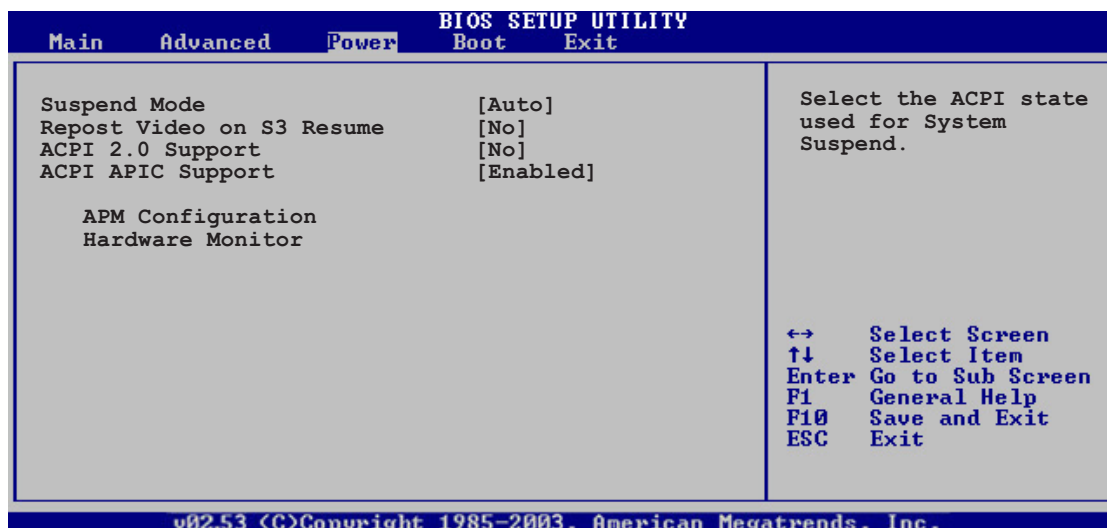 BIOS SETUP UTILITY
Main Advanced Power Boot Exit
Suspend Mode [Auto]
Repost Video on S3 Resume [No]
ACPI 2.0 Support [No]
ACPI APIC Support [Enabled]
APM Configuration
Hardware Monitor
Select the ACPI state
used for System
Suspend.
←→ Select Screen
↑↓ Select Item
Enter Go to Sub Screen
F1 General Help
F10 Save and Exit
ESC Exit
v02.53 (C)Copyright 1985-2003, American Megatrends, Inc.